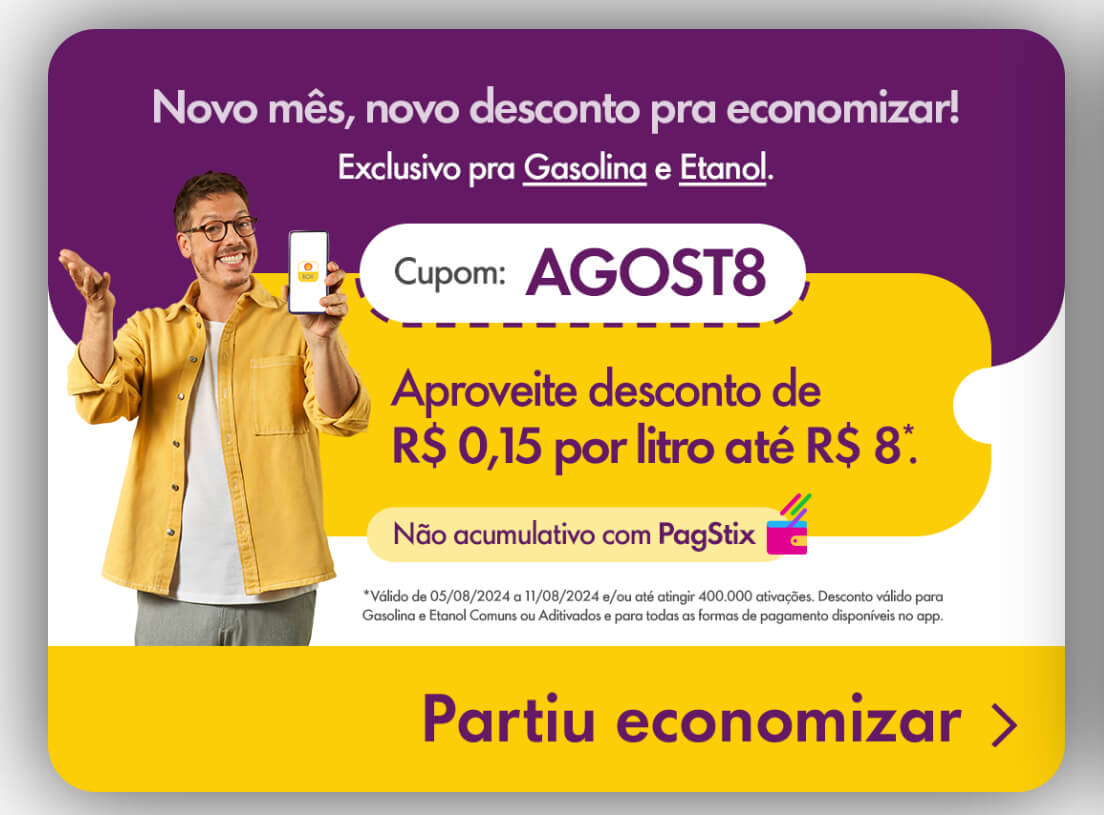 Novo mês, novo desconto pra economizar!
Exclusivo pra Gasolina e Etanol.
Cupom: AGOST8
BOX
Aproveite desconto de
R$ 0,15 por litro até R$ 8*.
Não acumulativo com PagStix
*Válido de 05/08/2024 a 11/08/2024 e/ou até atingir 400.000 ativações. Desconto válido para
Gasolina e Etanol Comuns ou Aditivados e para todas as formas de pagamento disponíveis no app.
Partiu economizar >